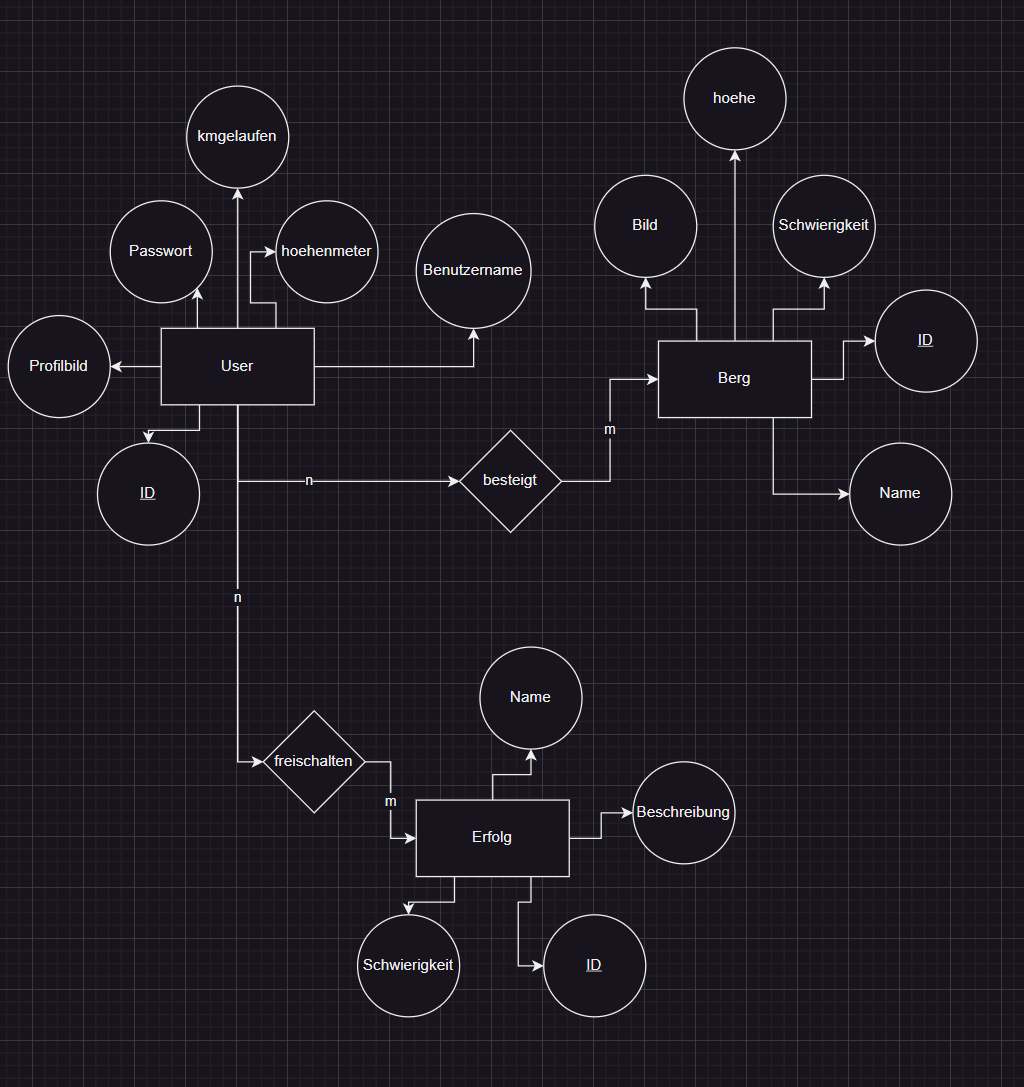 hoehe
kmgelaufen
Bild
Schwierigkeit
Passwort
hoehenmeter
Benutzername
ID
Profilbild
User
Berg
m
ID
n
besteigt
Name
n
Name
freischalten
m
Beschreibung
Erfolg
Schwierigkeit
ID